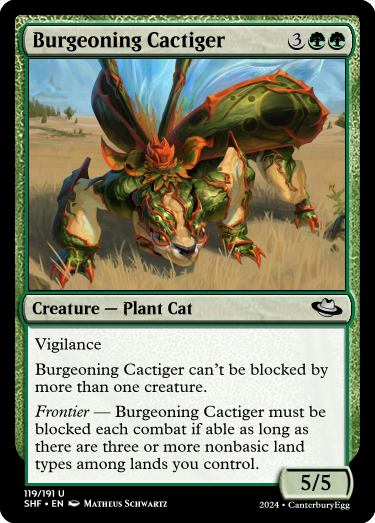 Burgeoning Cactiger 3
Creature — Plant Cat
Vigilance
Burgeoning Cactiger can't be blocked by
more than one creature.
Frontier — Burgeoning Cactiger must be
blocked each combat if able as long as
there are three or more nonbasic land
types among lands you control.
5/5
119/191 U
SHF • EN Matheus Schwartz 2024 • CanterburyEgg